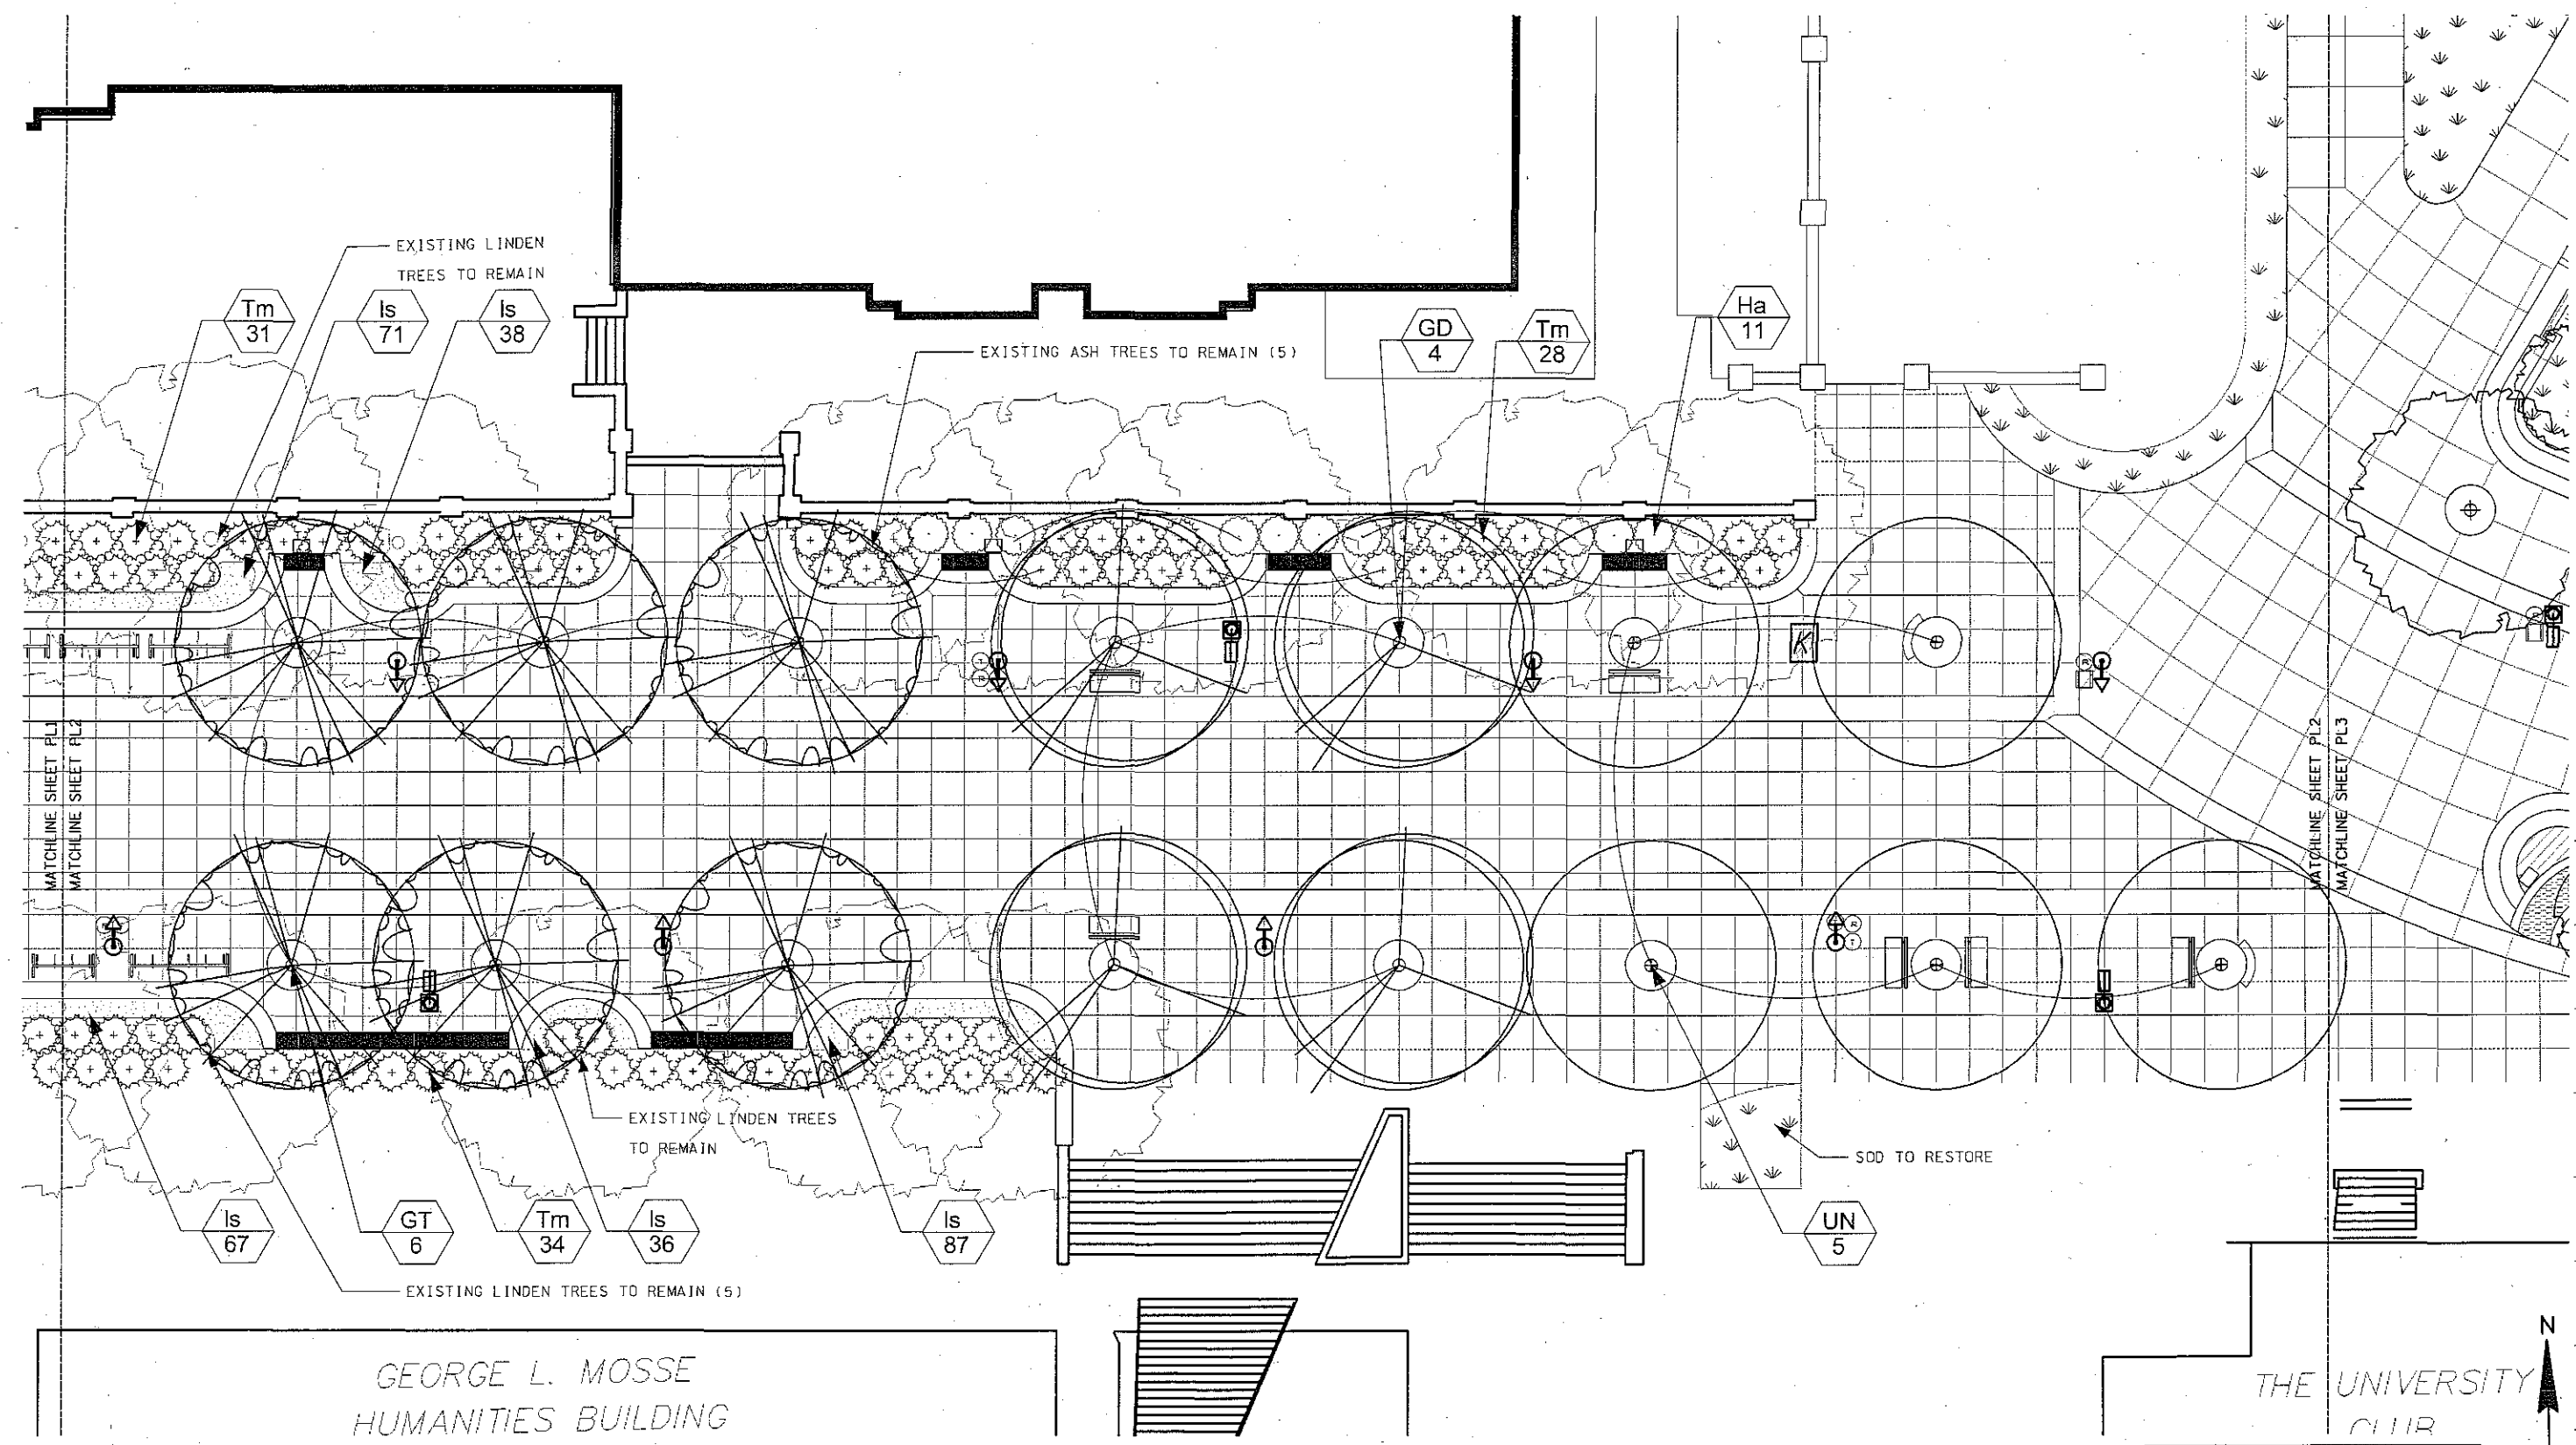 EXISTING LINDEN
TREES TO REMAIN
Tm
31
Is
71
Is
38
EXISTING ASH TREES TO REMAIN (5)
GD
4
Tm
28
Ha
11
K
MATCHLINE SHEET PL1
MATCHLINE SHEET PL2
MATCHLINE SHEET PL2
MATCHLINE SHEET PL3
R
R
T
EXISTING LINDEN TREES
TO REMAIN
SOD TO RESTORE
Is
67
GT
6
Tm
34
Is
36
Is
87
UN
5
EXISTING LINDEN TREES TO REMAIN (5)
N
GEORGE L. MOSSE
HUMANITIES BUILDING
THE UNIVERSITY
CLUB